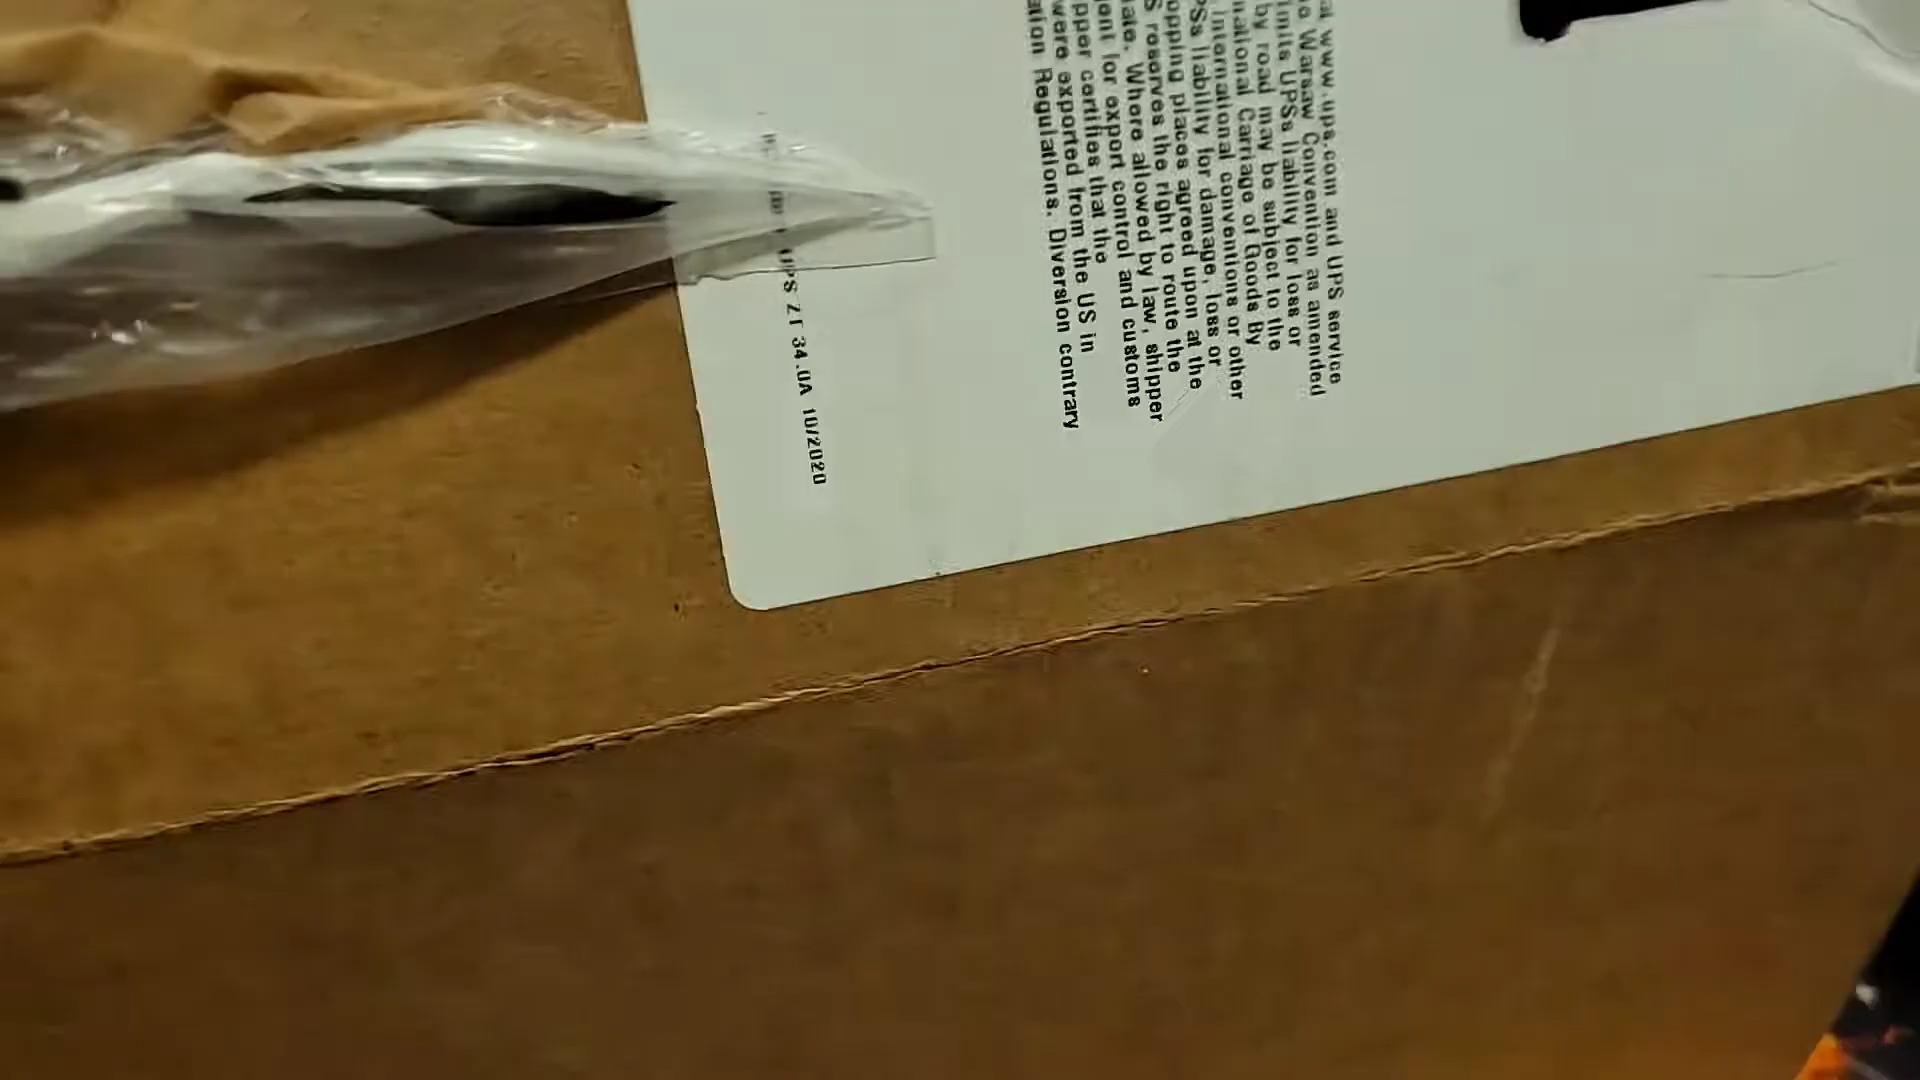 www.ups.com and UPS service
Warsaw Convention as amended
limits UPSs liability for loss or
by road may be subject to the
Carriage of Goods By
International conventions or other
liability for damage, loss or
places agreed upon at the
reserves the right to route the
Where allowed by law, shipper
for export control and customs
certifies that the
were exported from the US in
Regulations. Diversion contrary
UPS ZT 34.0A 10/2020